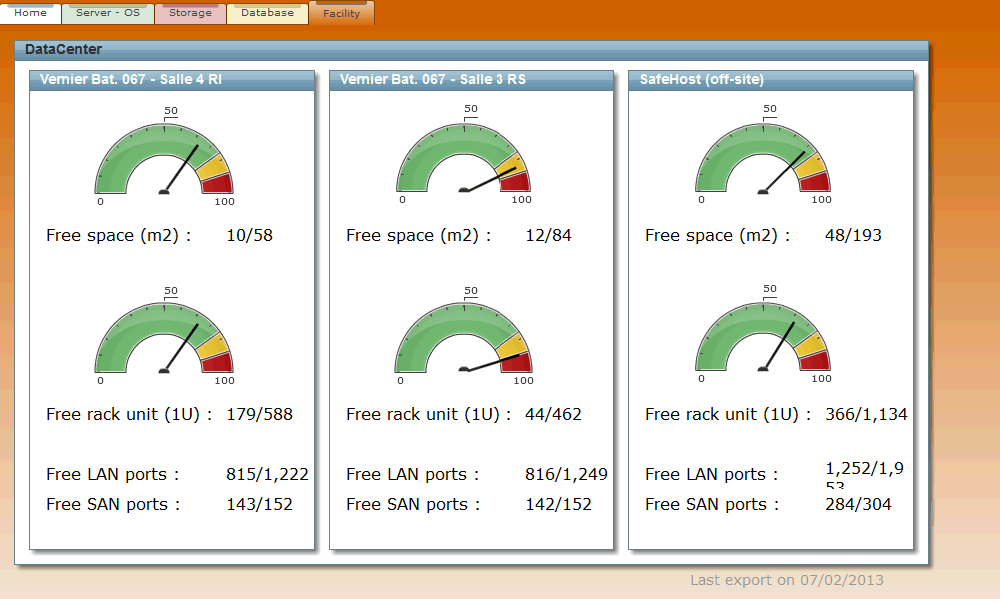 Home Server - OS Storage Database Facility
DataCenter
Vernier Bat. 067 - Salle 4 RI
50
0 100
Free space (m2) : 10/58
50
0 100
Free rack unit (1U) : 179/588
Free LAN ports : 815/1,222
Free SAN ports : 143/152
Vernier Bat. 067 - Salle 3 RS
50
0 100
Free space (m2) : 12/84
50
0 100
Free rack unit (1U) : 44/462
Free LAN ports : 816/1,249
Free SAN ports : 142/152
SafeHost (off-site)
50
0 100
Free space (m2) : 48/193
50
0 100
Free rack unit (1U) : 366/1,134
Free LAN ports : 1,252/1,9
53
Free SAN ports : 284/304
Last export on 07/02/2013